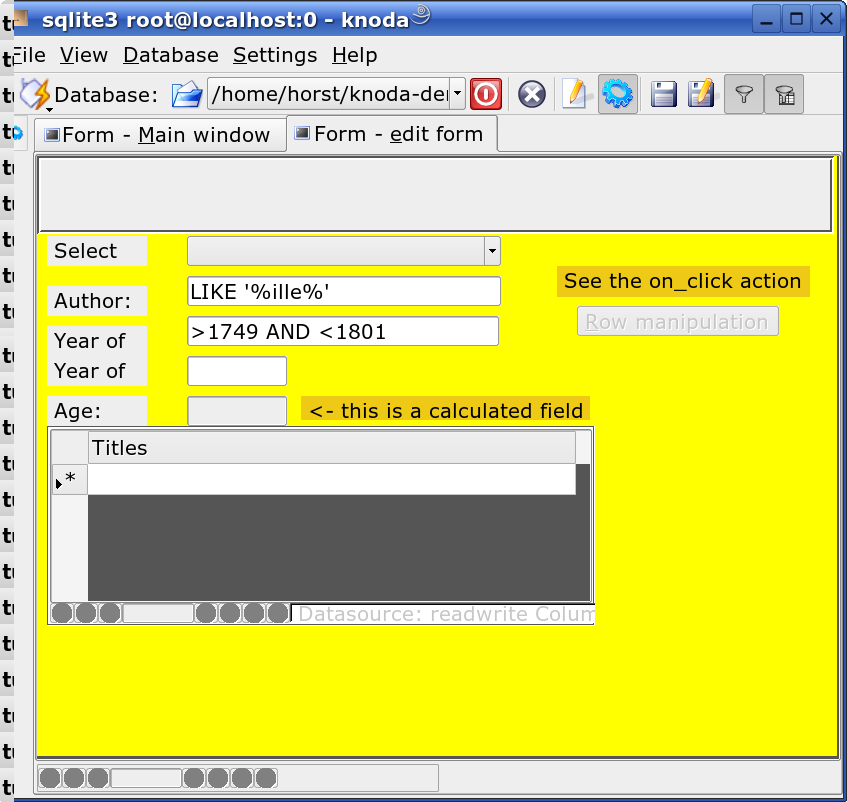 sqlite3 root@localhost:0 - knoda
File View Database Settings Help
Database: /home/horst/knoda-de
Form - Main window Form - edit form
Select
Author: LIKE '%ille%' See the on_click action
Year of >1749 AND <1801 Row manipulation
Year of
Age: <- this is a calculated field
Titles
*
Datasource: readwrite Colum